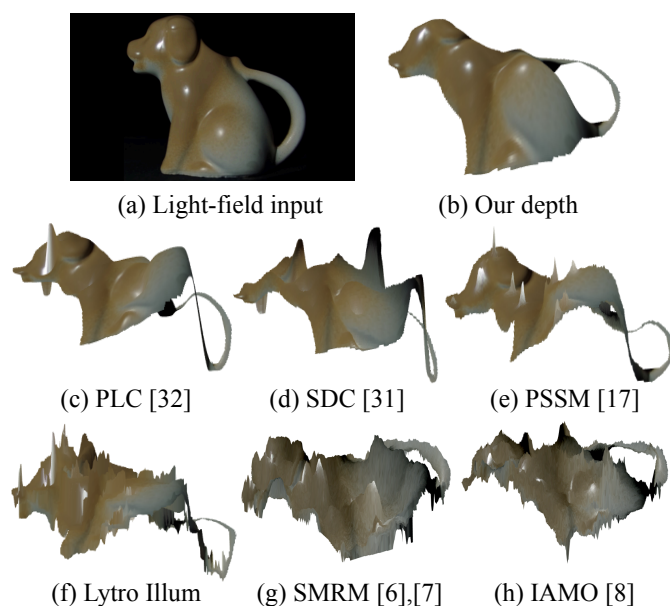 (a) Light-field input
(b) Our depth
(c) PLC [32]
(d) SDC [31]
(e) PSSM [17]
(f) Lytro Illum
(g) SMRM [6],[7]
(h) IAMO [8]